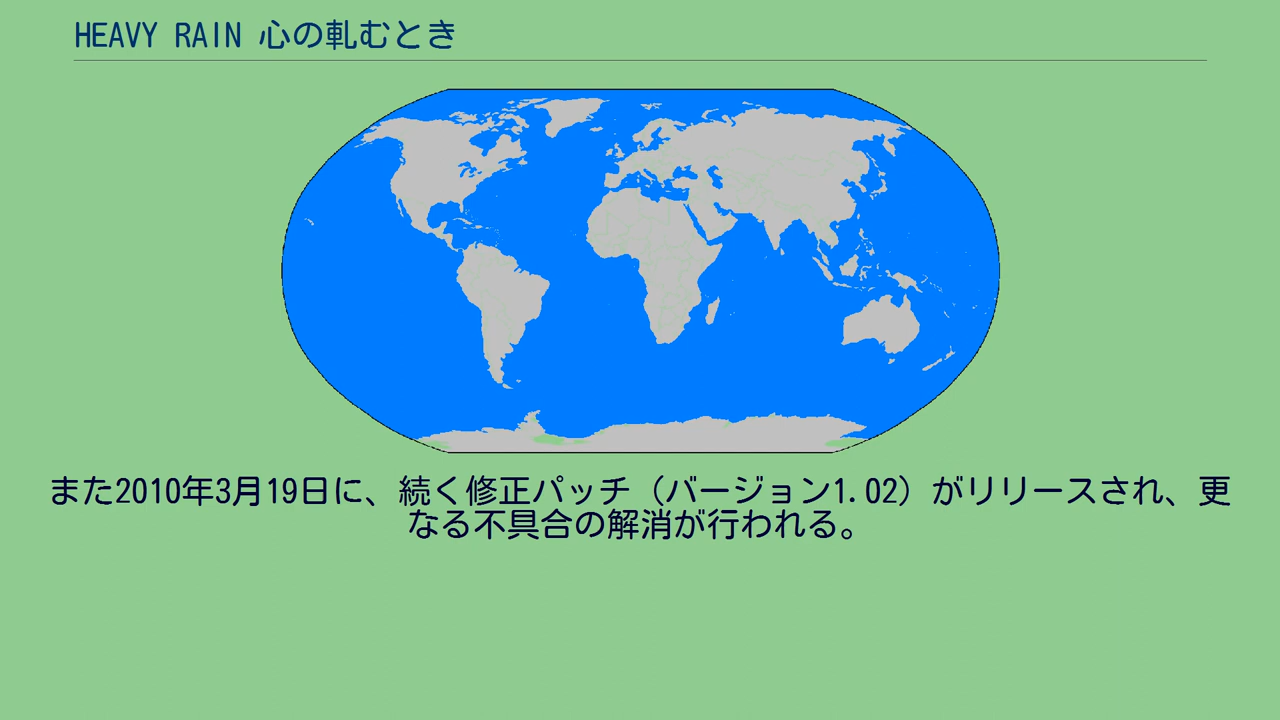 HEAVY RAIN 心の軋むとき
また2010年3月19日に、続く修正パッチ（バージョン1.02）がリリースされ、更
なる不具合の解消が行われる。